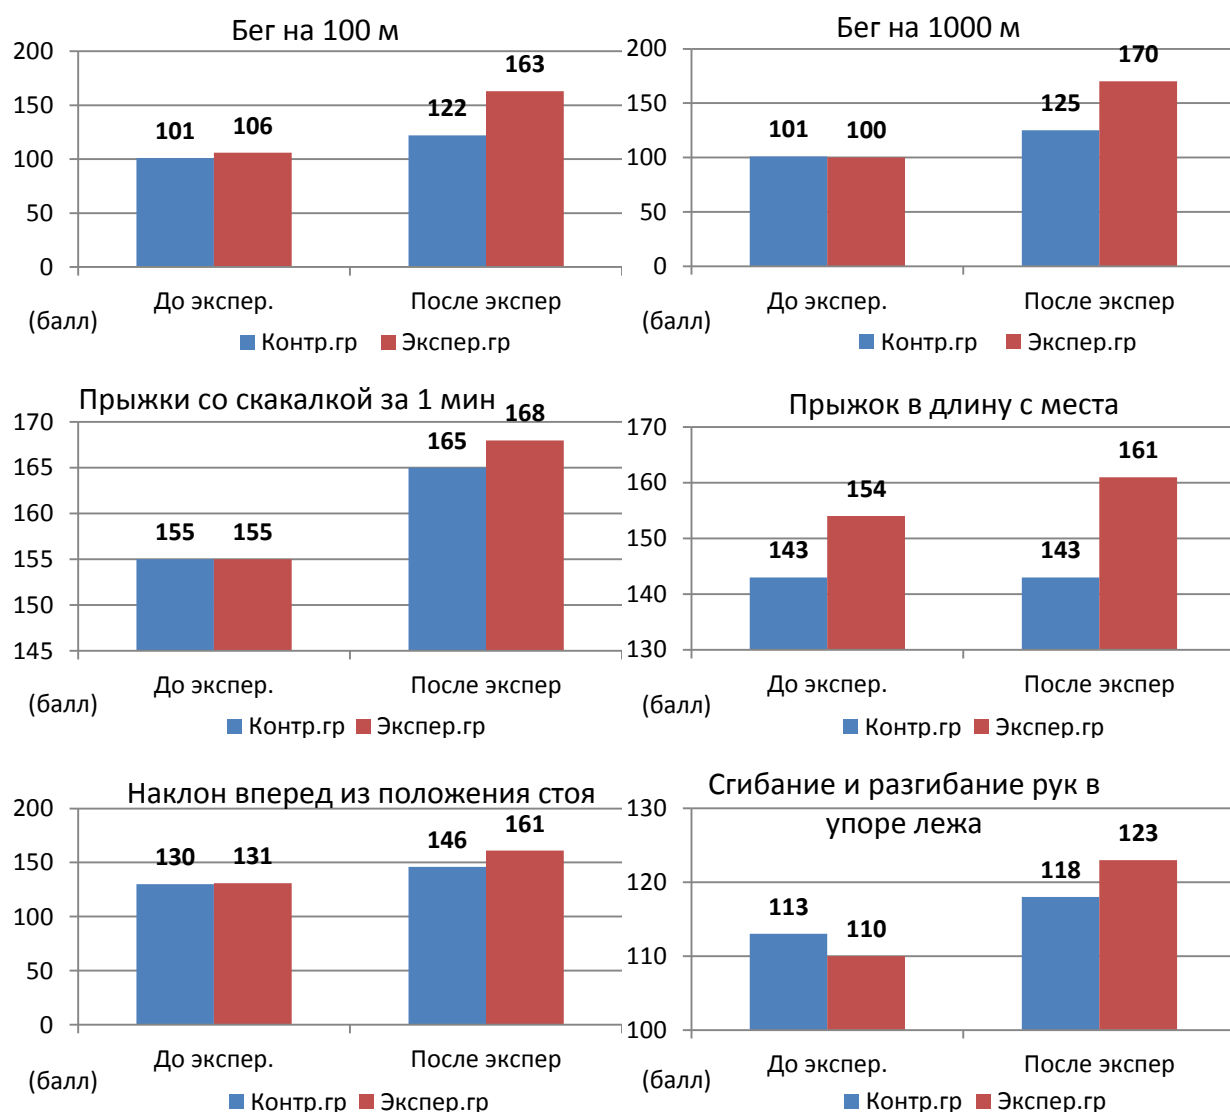 Бег на 100 м
200
150
100
50
0
101
106
122
163
До экспер.
После экспер
(балл)
Контр.гр Экспер.гр
Бег на 1000 м
200
150
100
50
0
101
100
125
170
До экспер.
После экспер
(балл)
Контр.гр Экспер.гр
Прыжки со скакалкой за 1 мин
170
165
160
155
150
145
155
155
165
168
До экспер.
После экспер
(балл)
Контр.гр Экспер.гр
Прыжок в длину с места
170
160
150
140
130
143
154
143
161
До экспер.
После экспер
(балл)
Контр.гр Экспер.гр
Наклон вперед из положения стоя
200
150
100
50
0
130
131
146
161
До экспер.
После экспер
(балл)
Контр.гр Экспер.гр
Сгибание и разгибание рук в
упоре лежа
130
120
110
100
113
110
118
123
До экспер.
После экспер
(балл)
Контр.гр Экспер.гр